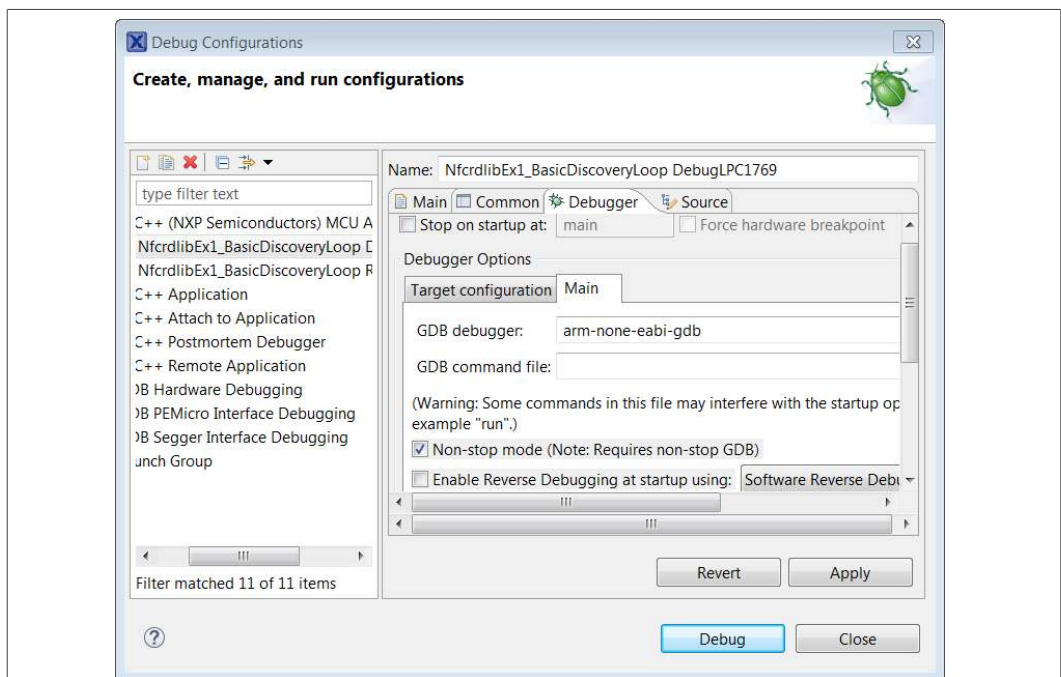 Debug Configurations
Create, manage, and run configurations
type filter text
C++ (NXP Semiconductors) MCU A
NfcrdlibEx1_BasicDiscoveryLoop D
NfcrdlibEx1_BasicDiscoveryLoop R
C++ Application
C++ Attach to Application
C++ Postmortem Debugger
C++ Remote Application
DB Hardware Debugging
DB PEMicro Interface Debugging
DB Segger Interface Debugging
unch Group
Filter matched 11 of 11 items
Name: NfcrdlibEx1_BasicDiscoveryLoop DebugLPC1769
Main Common Debugger Source
Stop on startup at: main Force hardware breakpoint
Debugger Options
Target configuration Main
GDB debugger: arm-none-eabi-gdb
GDB command file:
(Warning: Some commands in this file may interfere with the startup op
example "run".)
Non-stop mode (Note: Requires non-stop GDB)
Enable Reverse Debugging at startup using: Software Reverse Debu
Revert Apply
Debug Close